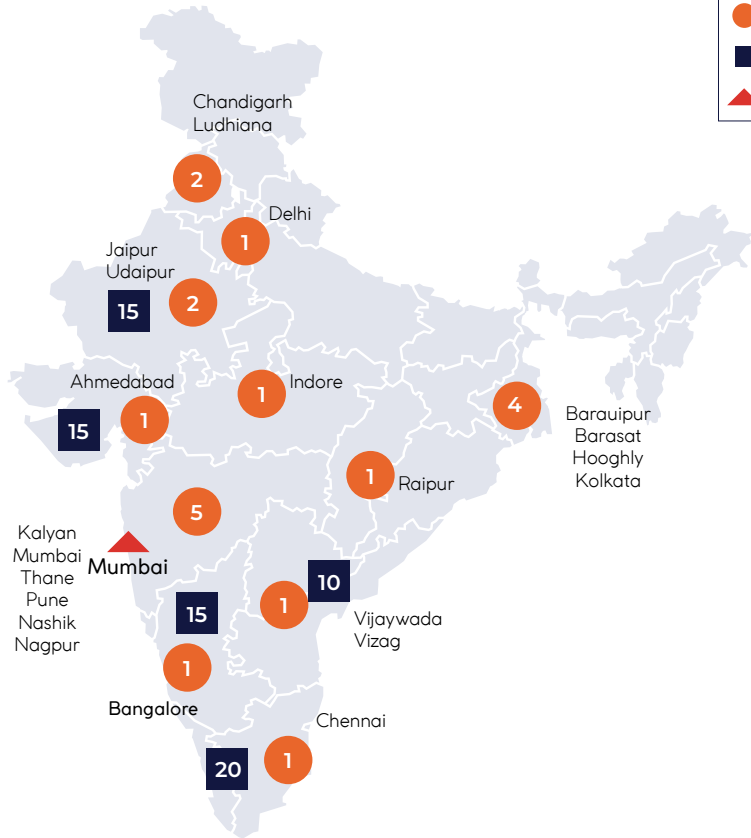 Chandigarh
Ludhiana
2
Delhi
1
Jaipur
Udaipur
15
2
Ahmedabad
1
Indore
15
1
4
Barauipur
Barasat
Hooghly
Kolkata
1
Raipur
5
Kalyan
Mumbai
Thane
Pune
Nashik
Nagpur
Mumbai
10
15
1
Vijaywada
Vizag
1
Bangalore
Chennai
20
1